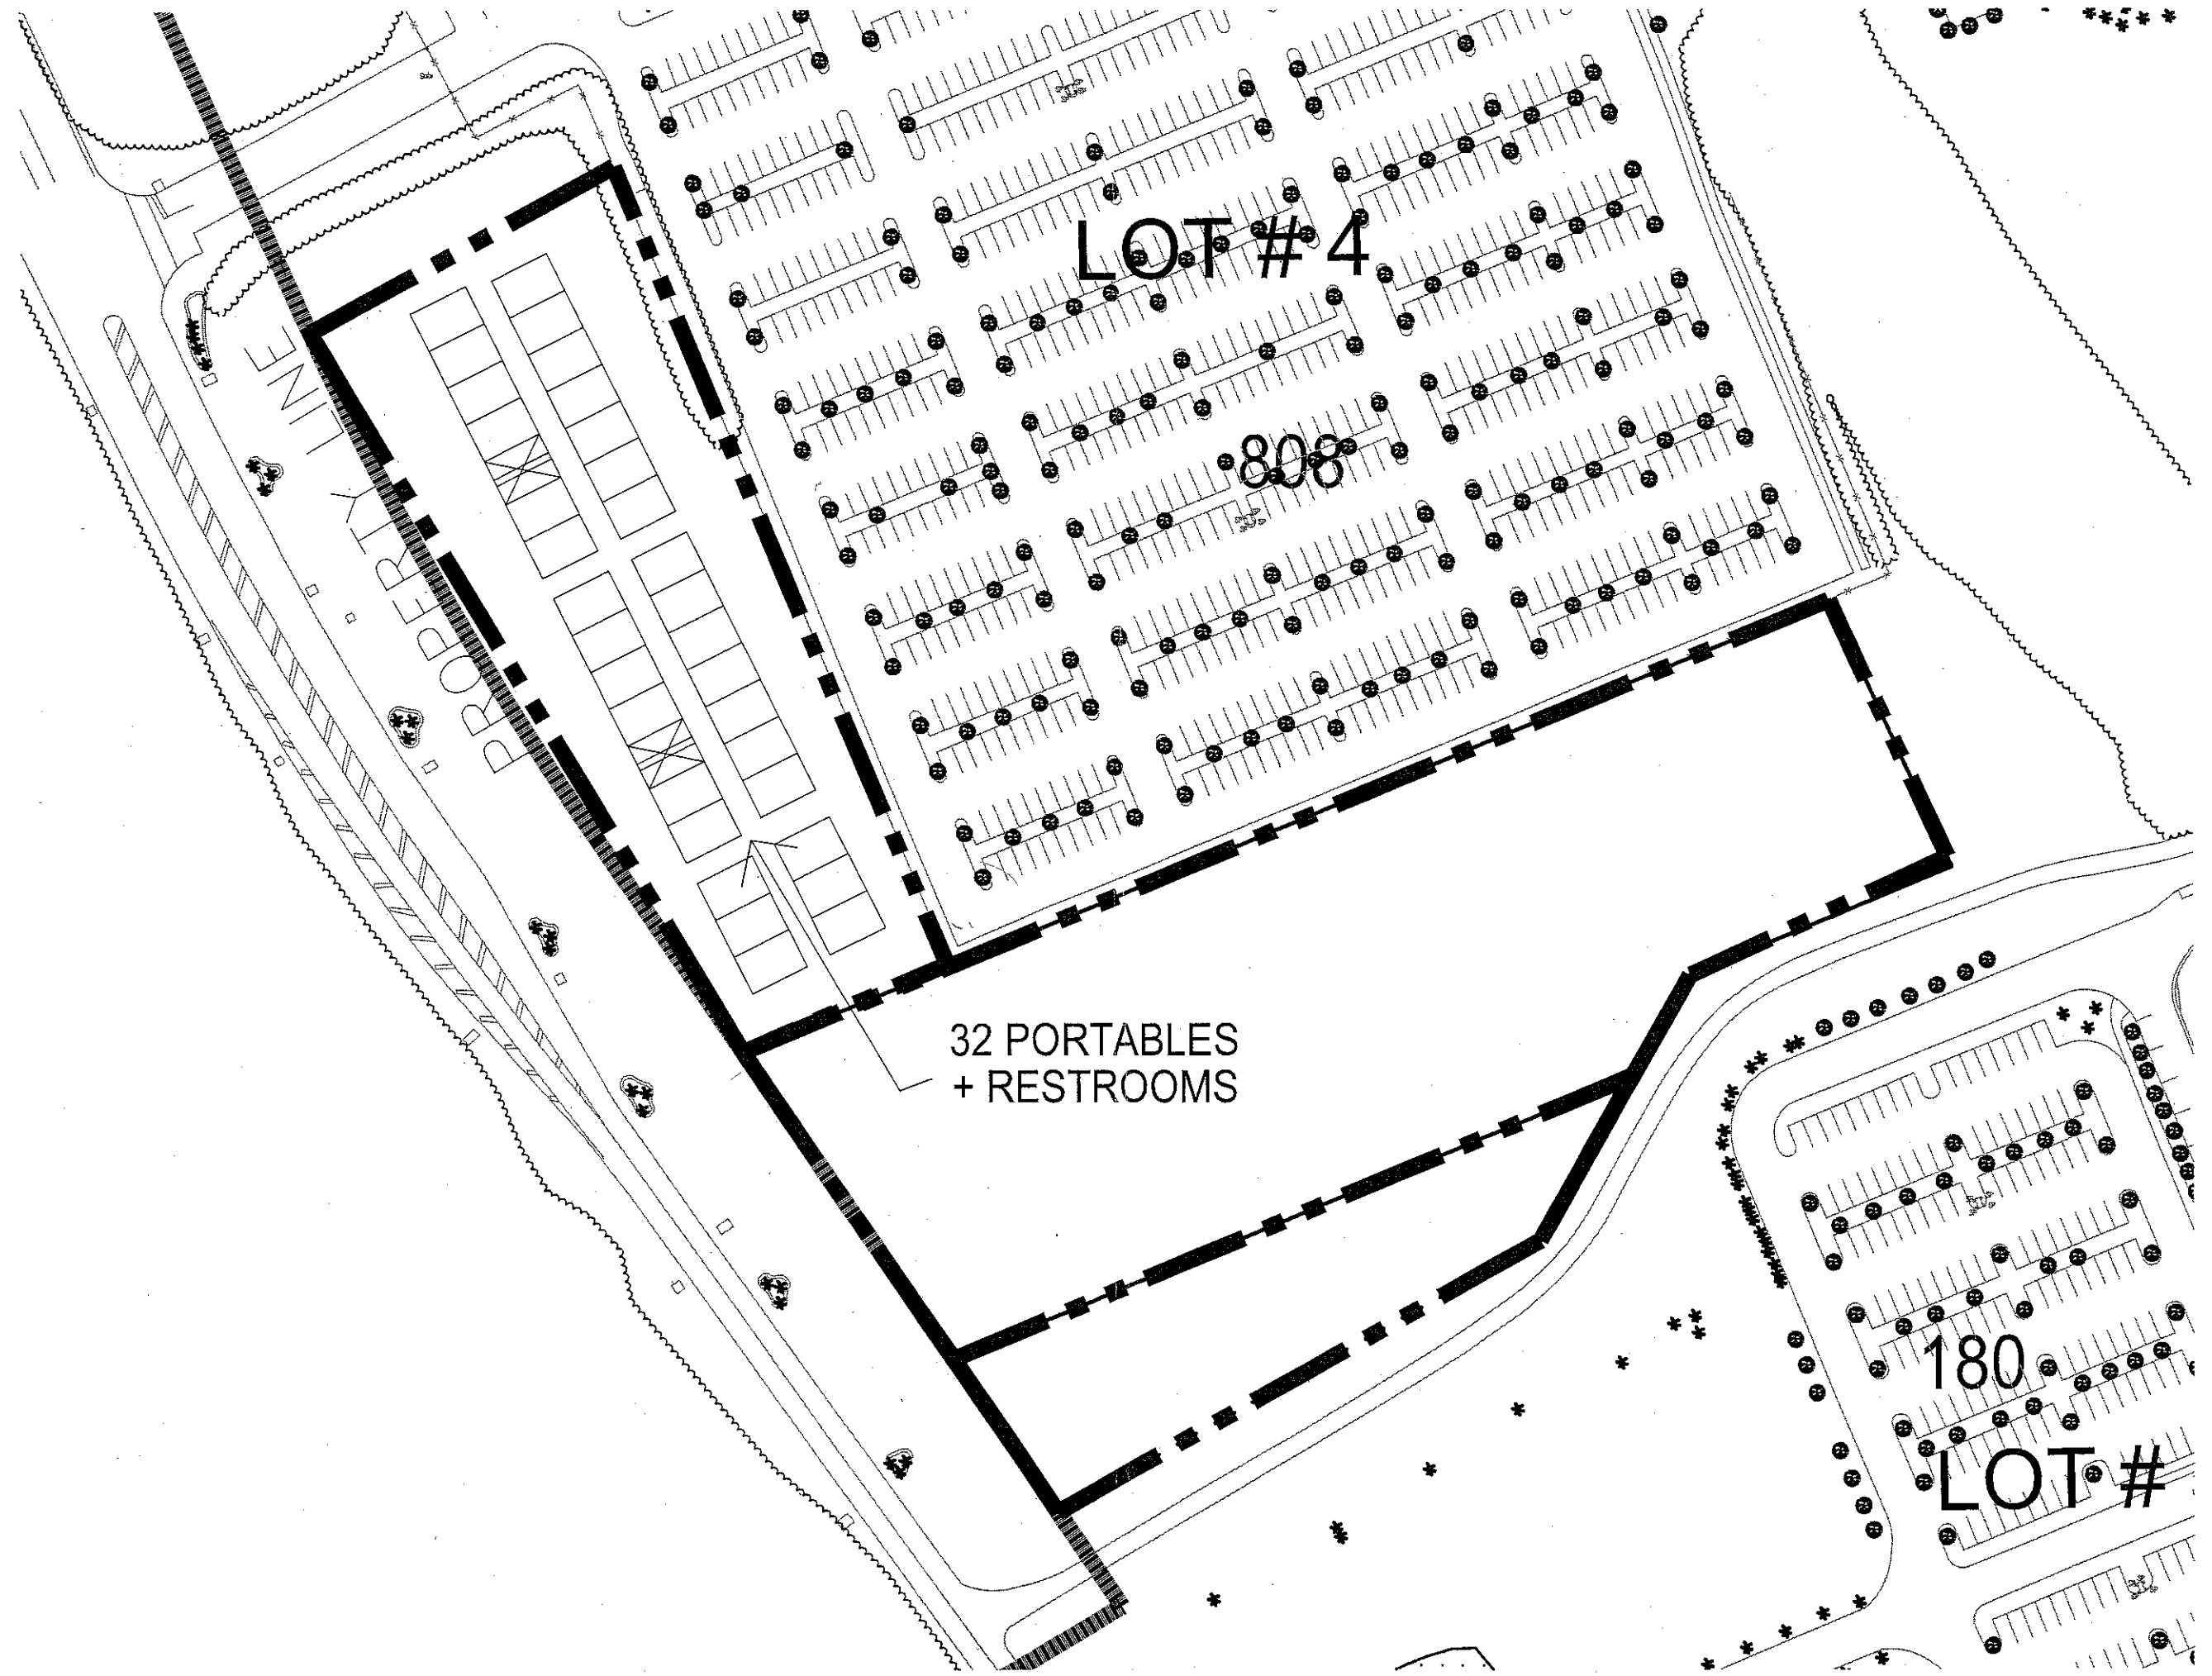 LOT # 4
PROPERTY LINE
808
32 PORTABLES
+ RESTROOMS
180
LOT #